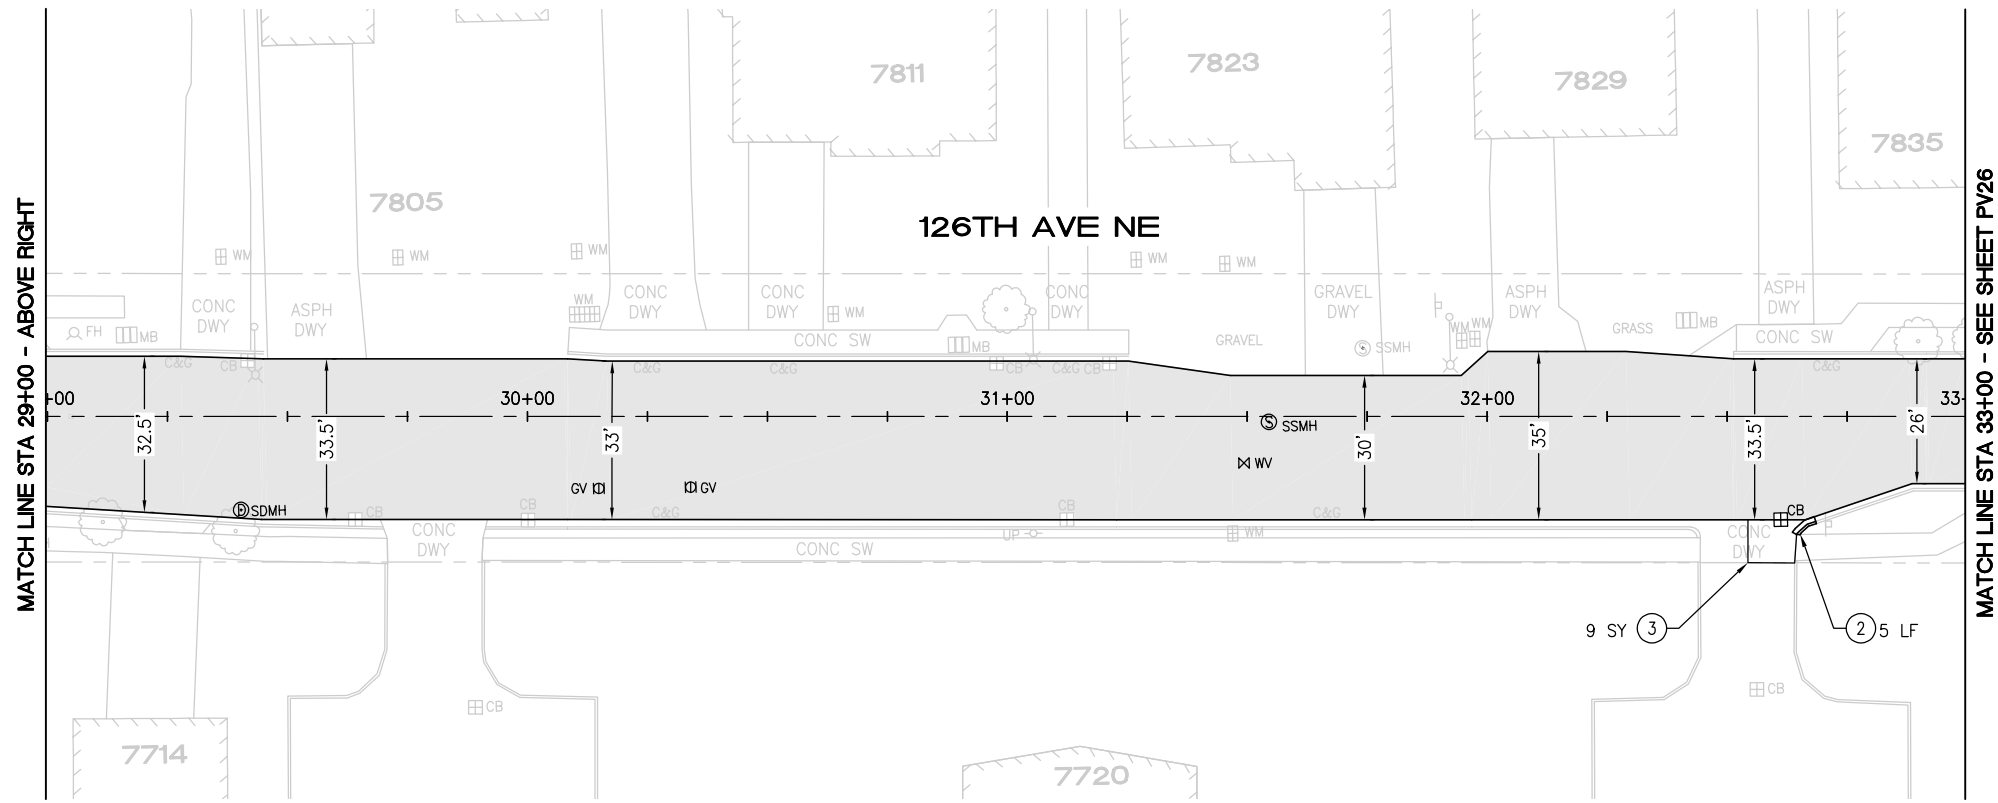 7811
7823
7829
7835
7805
126TH AVE NE
MATCH LINE STA 29+00 - ABOVE RIGHT
MATCH LINE STA 33+00 - SEE SHEET PV26
WM
WM
WM
WM
WM
CONC
DWY
ASPH
DWY
WM
CONC
DWY
CONC
DWY
WM
CONC
DWY
GRAVEL
DWY
ASPH
DWY
ASPH
DWY
FH
MB
CONC SW
MB
GRAVEL
SSMH
WM
WM
GRASS
MB
CONC SW
C&G
CB
C&G
C&G
CB
C&G
CB
C&G
+00
30+00
31+00
32+00
33+
32.5'
33.5'
33'
30'
35'
33.5'
26'
S
SSMH
WV
GV
GV
SDMH
CB
CB
C&G
CB
C&G
CB
CONC
DWY
CONC SW
UP
WM
CONC
DWY
9 SY
3
2
5 LF
CB
CB
7714
7720